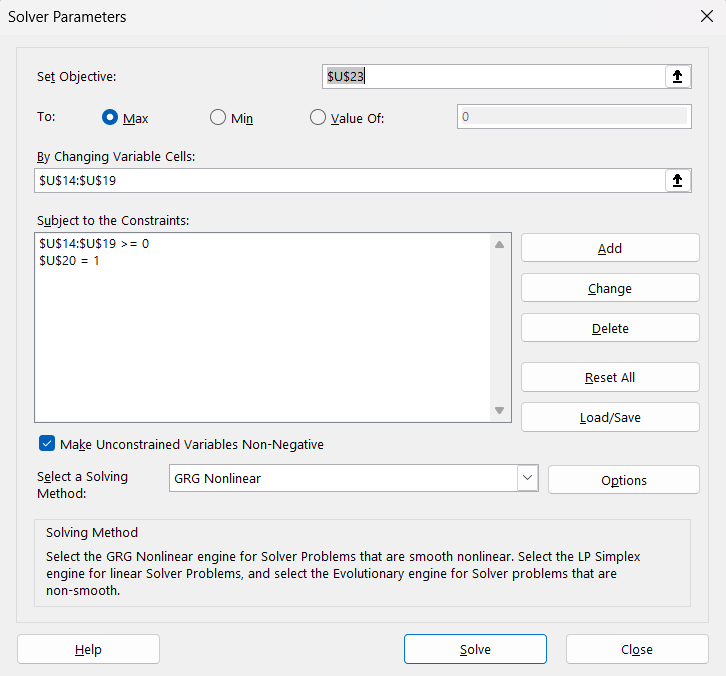 Solver Parameters
Set Objective:
$U$23
To:
Max
Min
Value Of:
0
By Changing Variable Cells:
$U$14:$U$19
Subject to the Constraints:
$U$14:$U$19 >= 0
$U$20 = 1
Add
Change
Delete
Reset All
Load/Save
Make Unconstrained Variables Non-Negative
Select a Solving
Method:
GRG Nonlinear
Options
Solving Method
Select the GRG Nonlinear engine for Solver Problems that are smooth nonlinear. Select the LP Simplex
engine for linear Solver Problems, and select the Evolutionary engine for Solver problems that are
non-smooth.
Help
Solve
Close